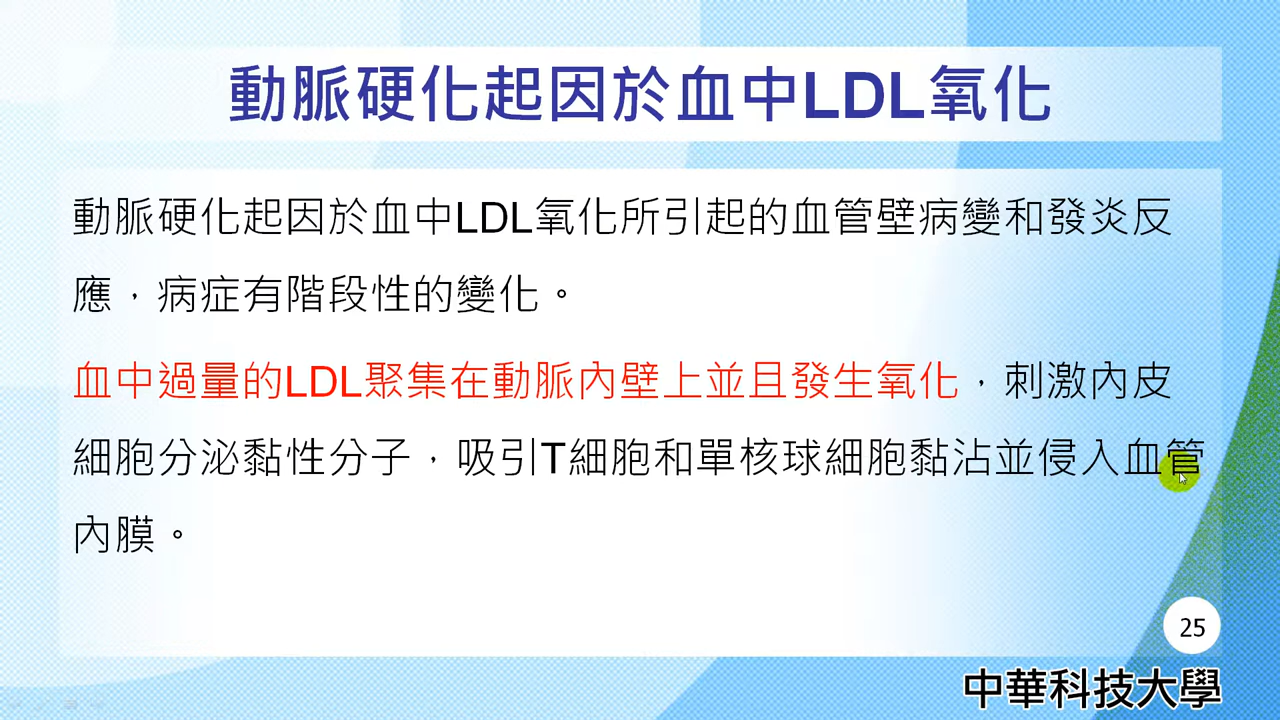 動脈硬化起因於血中LDL氧化
動脈硬化起因於血中LDL氧化所引起的血管壁病變和發炎反
應，病症有階段性的變化。
血中過量的LDL聚集在動脈內壁上並且發生氧化，刺激內皮
細胞分泌黏性分子，吸引T細胞和單核球細胞黏沾並侵入血管
內膜。
25
中華科技大學